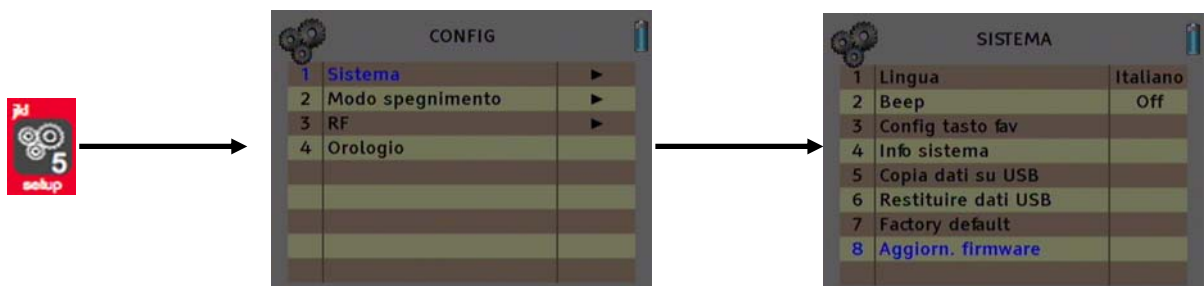 jkl
5
setup
CONFIG
1 Sistema ►
2 Modo spegnimento ►
3 RF ►
4 Orologio
SISTEMA
1 Lingua Italiano
2 Beep Off
3 Config tasto fav
4 Info sistema
5 Copia dati su USB
6 Restituire dati USB
7 Factory default
8 Aggiorn. firmware